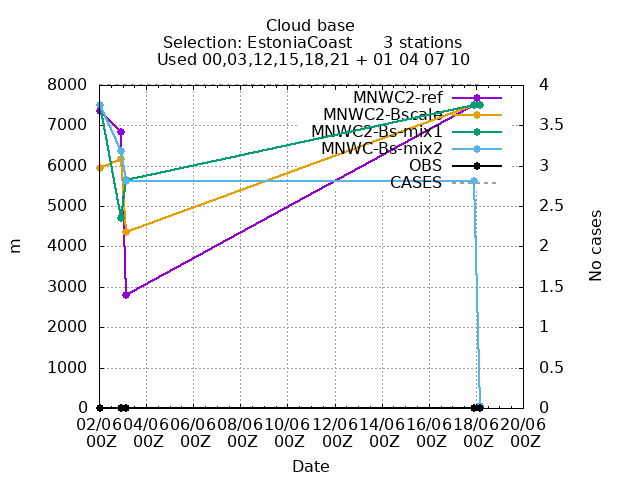 Cloud base
Selection: EstoniaCoast 3 stations
Used 00,03,12,15,18,21 + 01 04 07 10
8000
7000
6000
5000
4000
3000
2000
1000
0
m
4
3.5
3
2.5
2
1.5
1
0.5
0
No cases
MNWC2-ref
MNWC2-Bscale
MNWC2-Bs-mix1
MNWC-Bs-mix2
OBS
CASES
02/06 04/06 06/06 08/06 10/06 12/06 14/06 16/06 18/06 20/06
00Z 00Z 00Z 00Z 00Z 00Z 00Z 00Z 00Z 00Z
Date